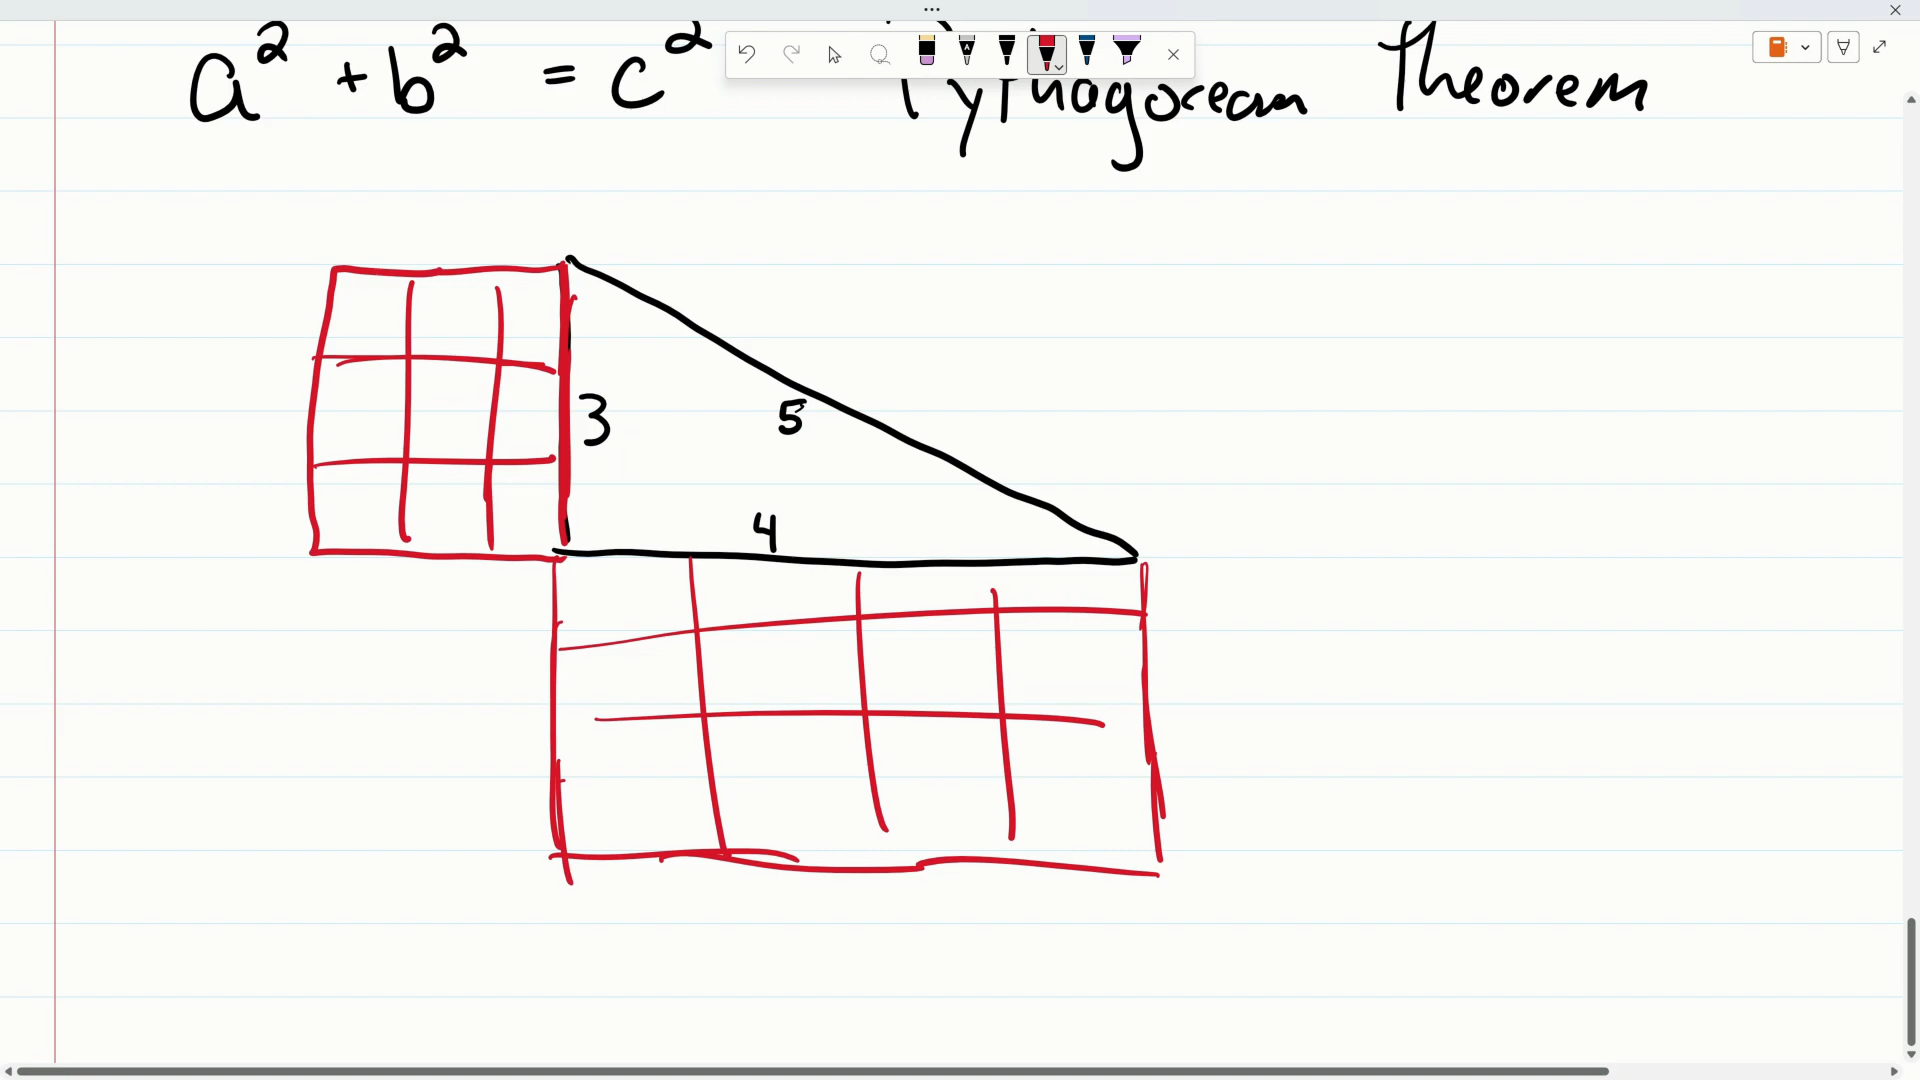 a² + b² = c² Pythagorean Theorem
3
5
4